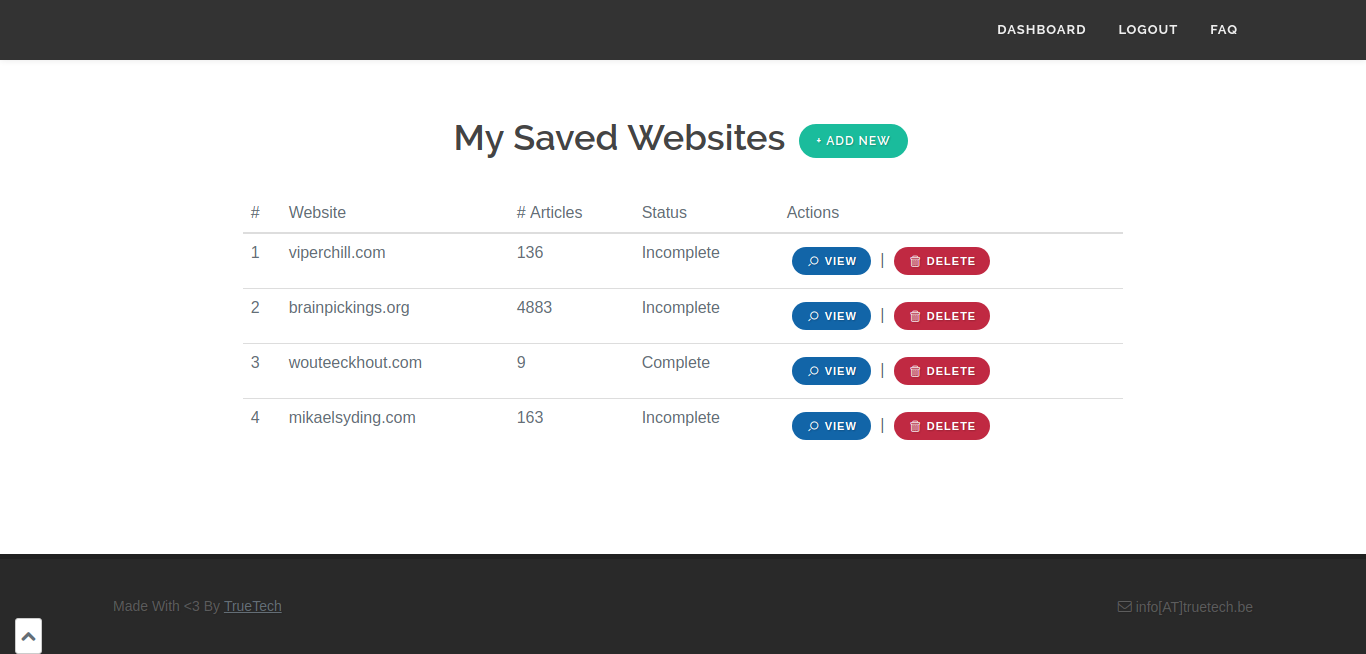 DASHBOARD LOGOUT FAQ
My Saved Websites + ADD NEW
# Website # Articles Status Actions
1 viperchill.com 136 Incomplete VIEW | DELETE
2 brainpickings.org 4883 Incomplete VIEW | DELETE
3 wouteeckhout.com 9 Complete VIEW | DELETE
4 mikaelsyding.com 163 Incomplete VIEW | DELETE
Made With <3 By TrueTech info[AT]truetech.be